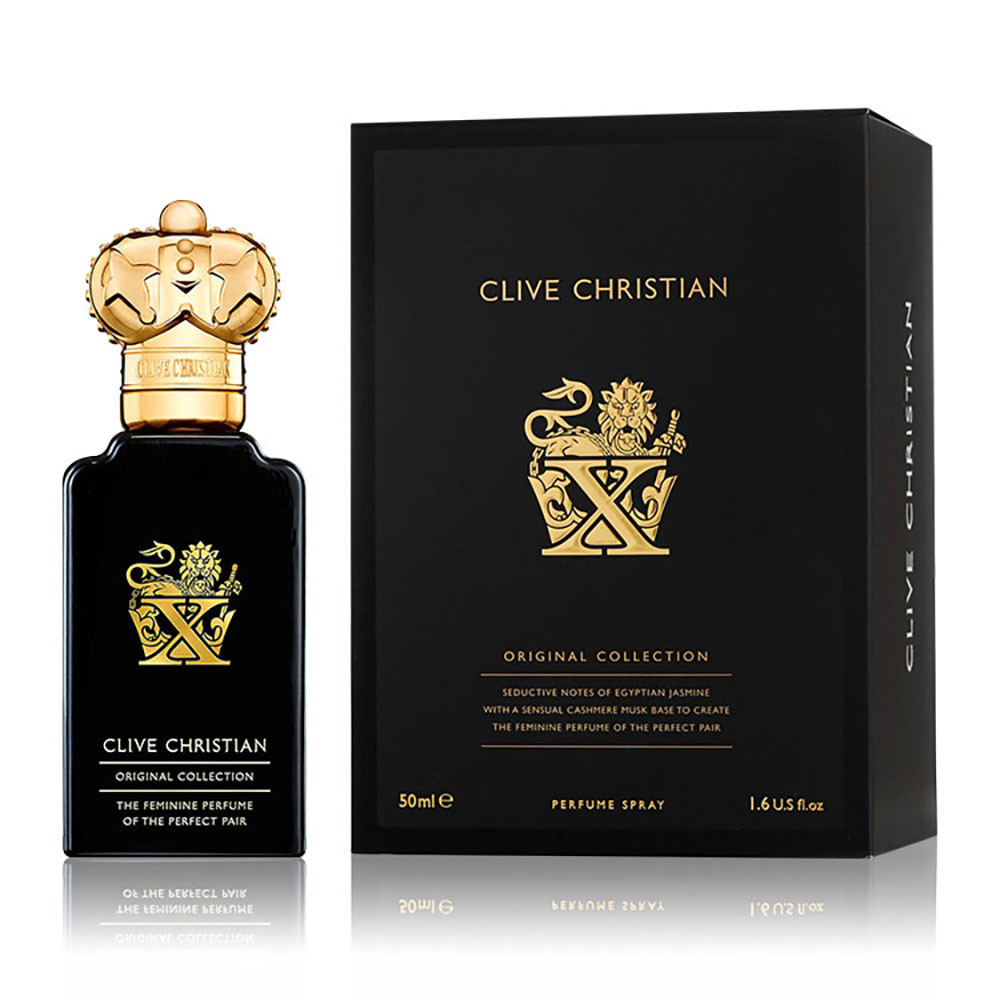 CLIVE CHRISTIAN
X
CLIVE CHRISTIAN
ORIGINAL COLLECTION
THE FEMININE PERFUME
OF THE PERFECT PAIR
CLIVE CHRISTIAN
X
ORIGINAL COLLECTION
SEDUCTIVE NOTES OF EGYPTIAN JASMINE
WITH A SENSUAL CASHMERE MUSK BASE TO CREATE
THE FEMININE PERFUME OF THE PERFECT PAIR
50ml e PERFUME SPRAY 1.6 U.S fl.oz
CLIVE CHRISTIAN